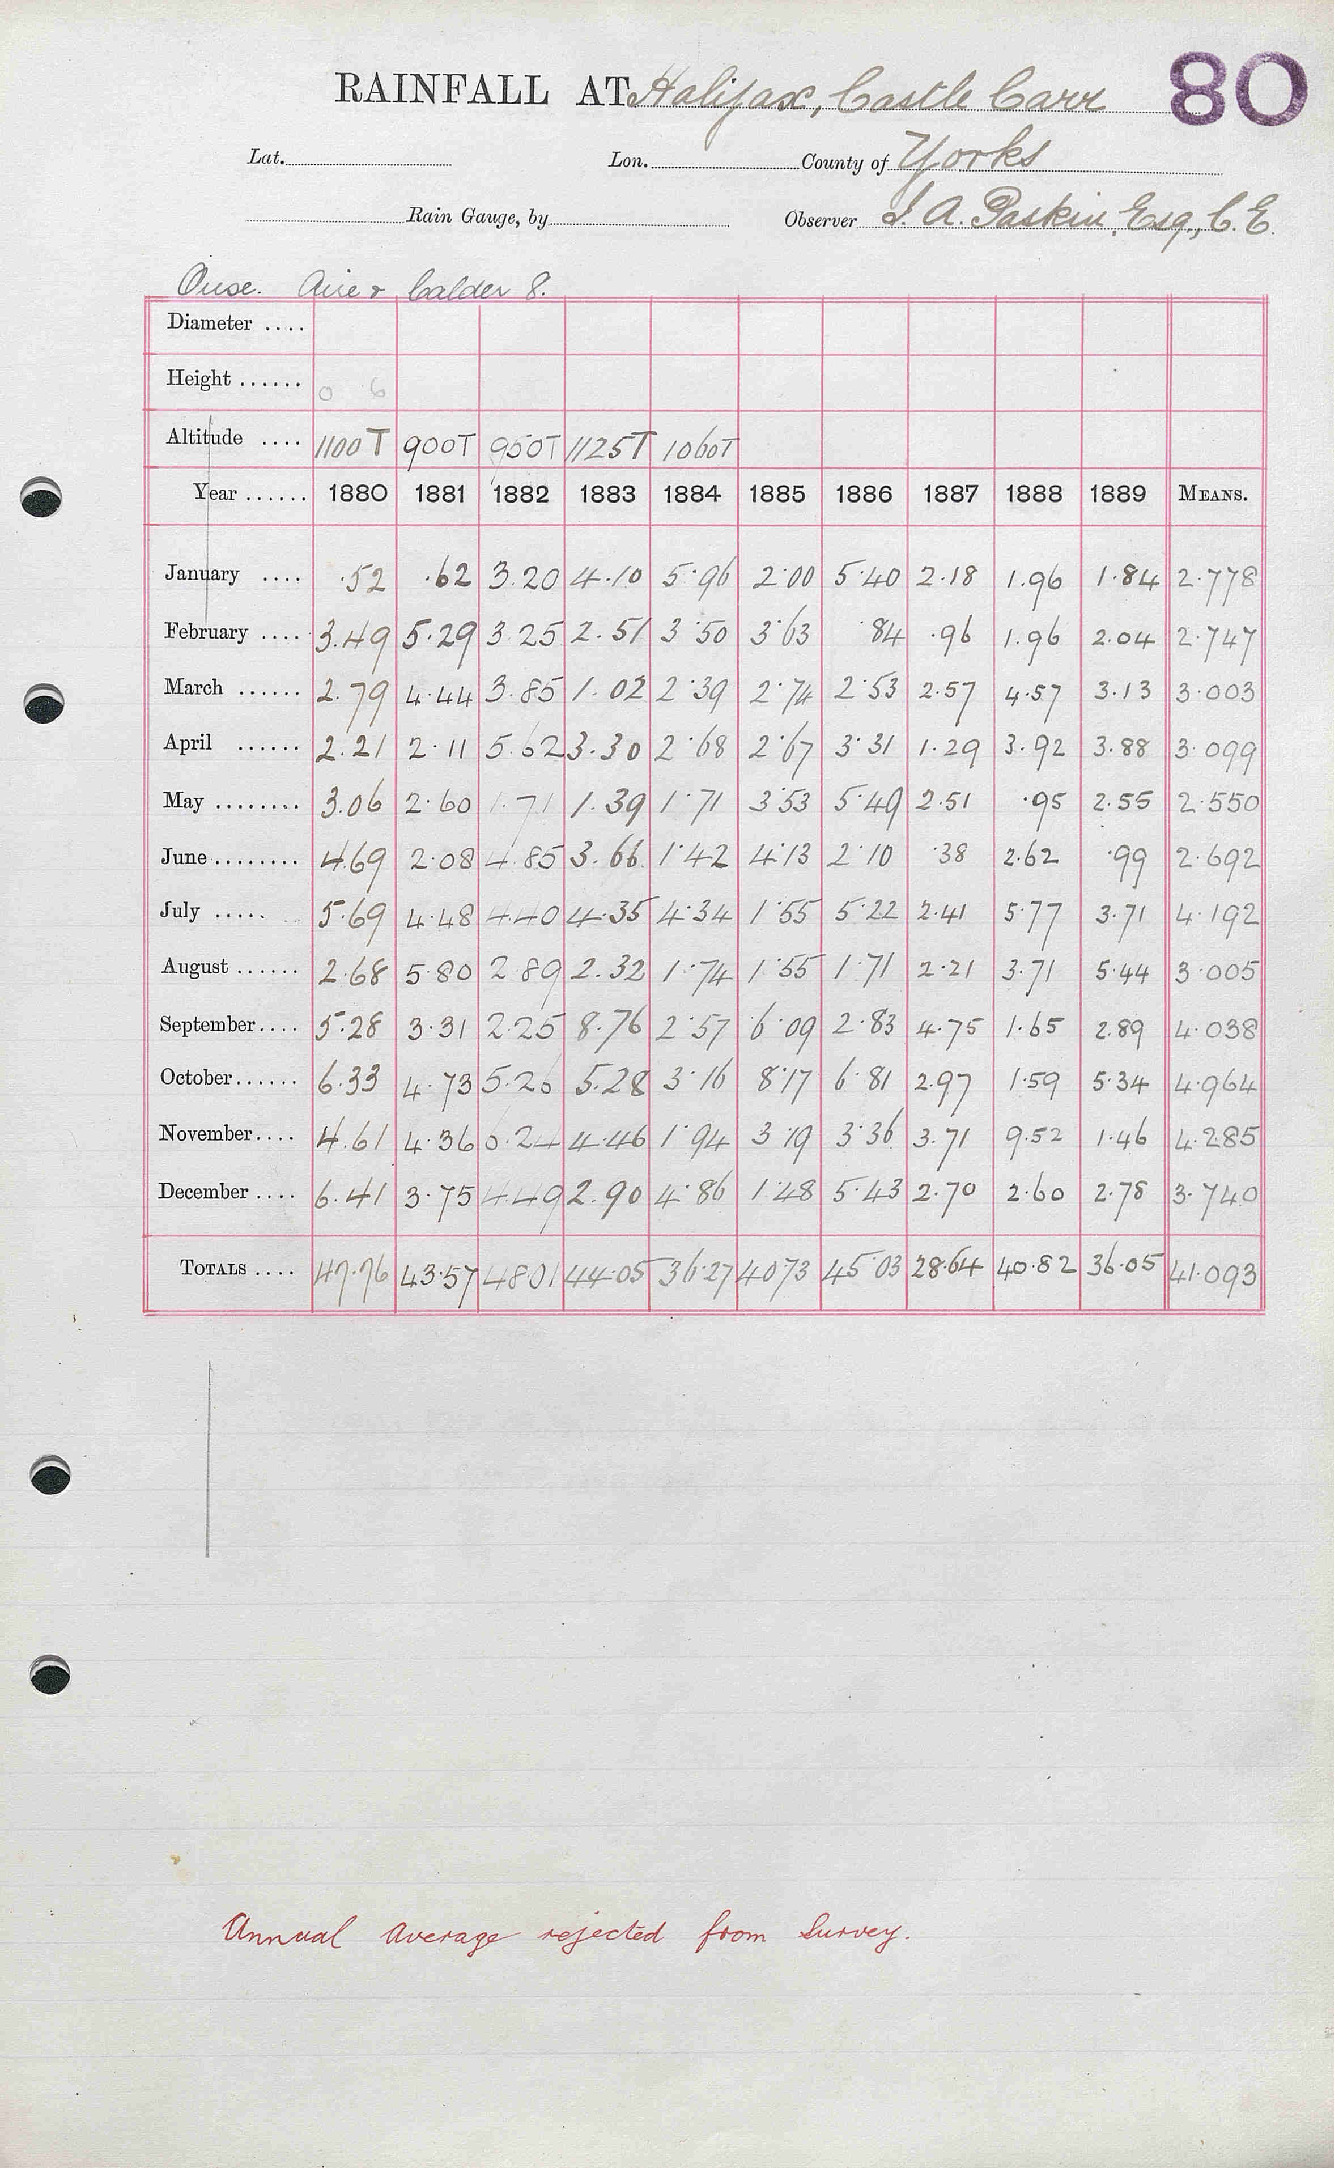 80
RAINFALL AT Halifax, Castle Carr
Lat. Lon. County of Yorks
Rain Gauge, by Observer J. A. Paskin, Esq., C.E.
Ouse. Aire & Calder 8.
Diameter ....
Height ...... 0 6
Altitude .... 1100T 900T 950T 1125T 1060T
Year ...... 1880 1881 1882 1883 1884 1885 1886 1887 1888 1889 MEANS.
January .... .52 .62 3.20 4.10 5.96 2.00 5.40 2.18 1.96 1.84 2.778
February .... 3.49 5.29 3.25 2.51 3.50 3.63 84 .96 1.96 2.04 2.747
March ...... 2.79 4.44 3.85 1.02 2.39 2.74 2.53 2.57 4.57 3.13 3.003
April ...... 2.21 2.11 5.62 3.30 2.68 2.67 3.31 1.29 3.92 3.88 3.099
May ........ 3.06 2.60 1.71 1.39 1.71 3.53 5.49 2.51 .95 2.55 2.550
June ........ 4.69 2.08 4.85 3.66 1.42 4.13 2.10 .38 2.62 .99 2.692
July ..... 5.69 4.48 4.40 4.35 4.34 1.55 5.22 2.41 5.77 3.71 4.192
August ...... 2.68 5.80 2.89 2.32 1.74 1.55 1.71 2.21 3.71 5.44 3.005
September .... 5.28 3.31 2.25 8.76 2.57 6.09 2.83 4.75 1.65 2.89 4.038
October ...... 6.33 4.73 5.26 5.28 3.16 8.17 6.81 2.97 1.59 5.34 4.964
November .... 4.61 4.36 6.24 4.46 1.94 3.19 3.36 3.71 9.52 1.46 4.285
December .... 6.41 3.75 4.49 2.90 4.86 1.48 5.43 2.70 2.60 2.78 3.740
TOTALS .... 47.76 43.57 48.01 44.05 36.27 40.73 45.03 28.64 40.82 36.05 41.093
Annual average rejected from Survey.